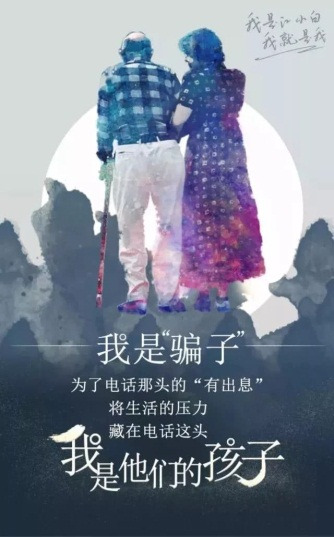 我是江小白
我就是我
我是“骗子”
为了电话那头的“有出息”
将生活的压力
藏在电话这头
我是他们的孩子